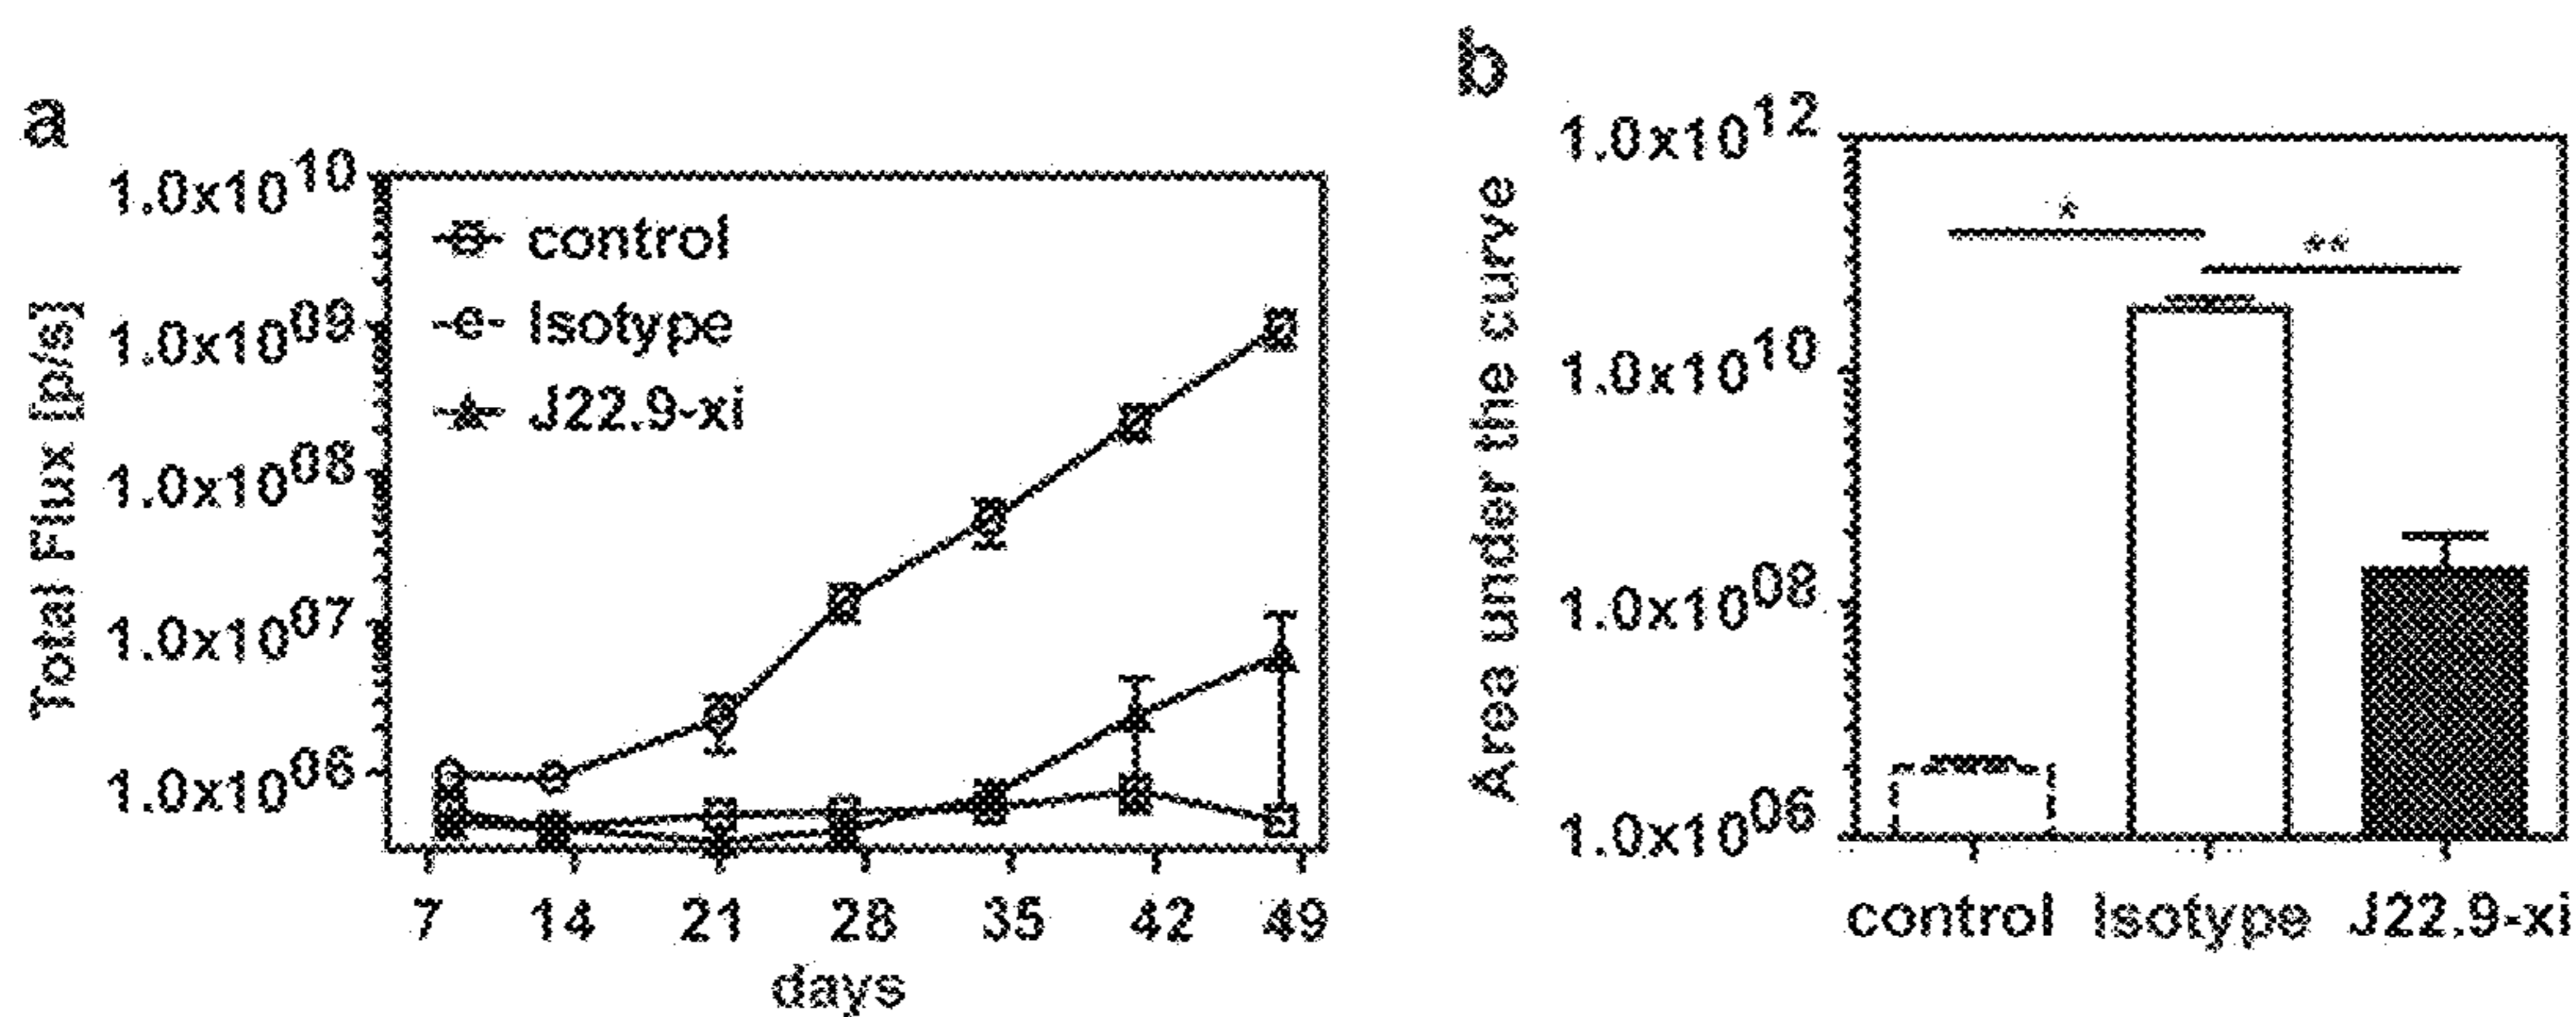 a
Total Flux [p/s]
1.0x10^10
1.0x10^09
1.0x10^08
1.0x10^07
1.0x10^06
control
Isotype
J22.9-xi
7 14 21 28 35 42 49
days
b
Area under the curve
1.0x10^12
1.0x10^10
1.0x10^08
1.0x10^06
*
**
control Isotype J22.9-xi